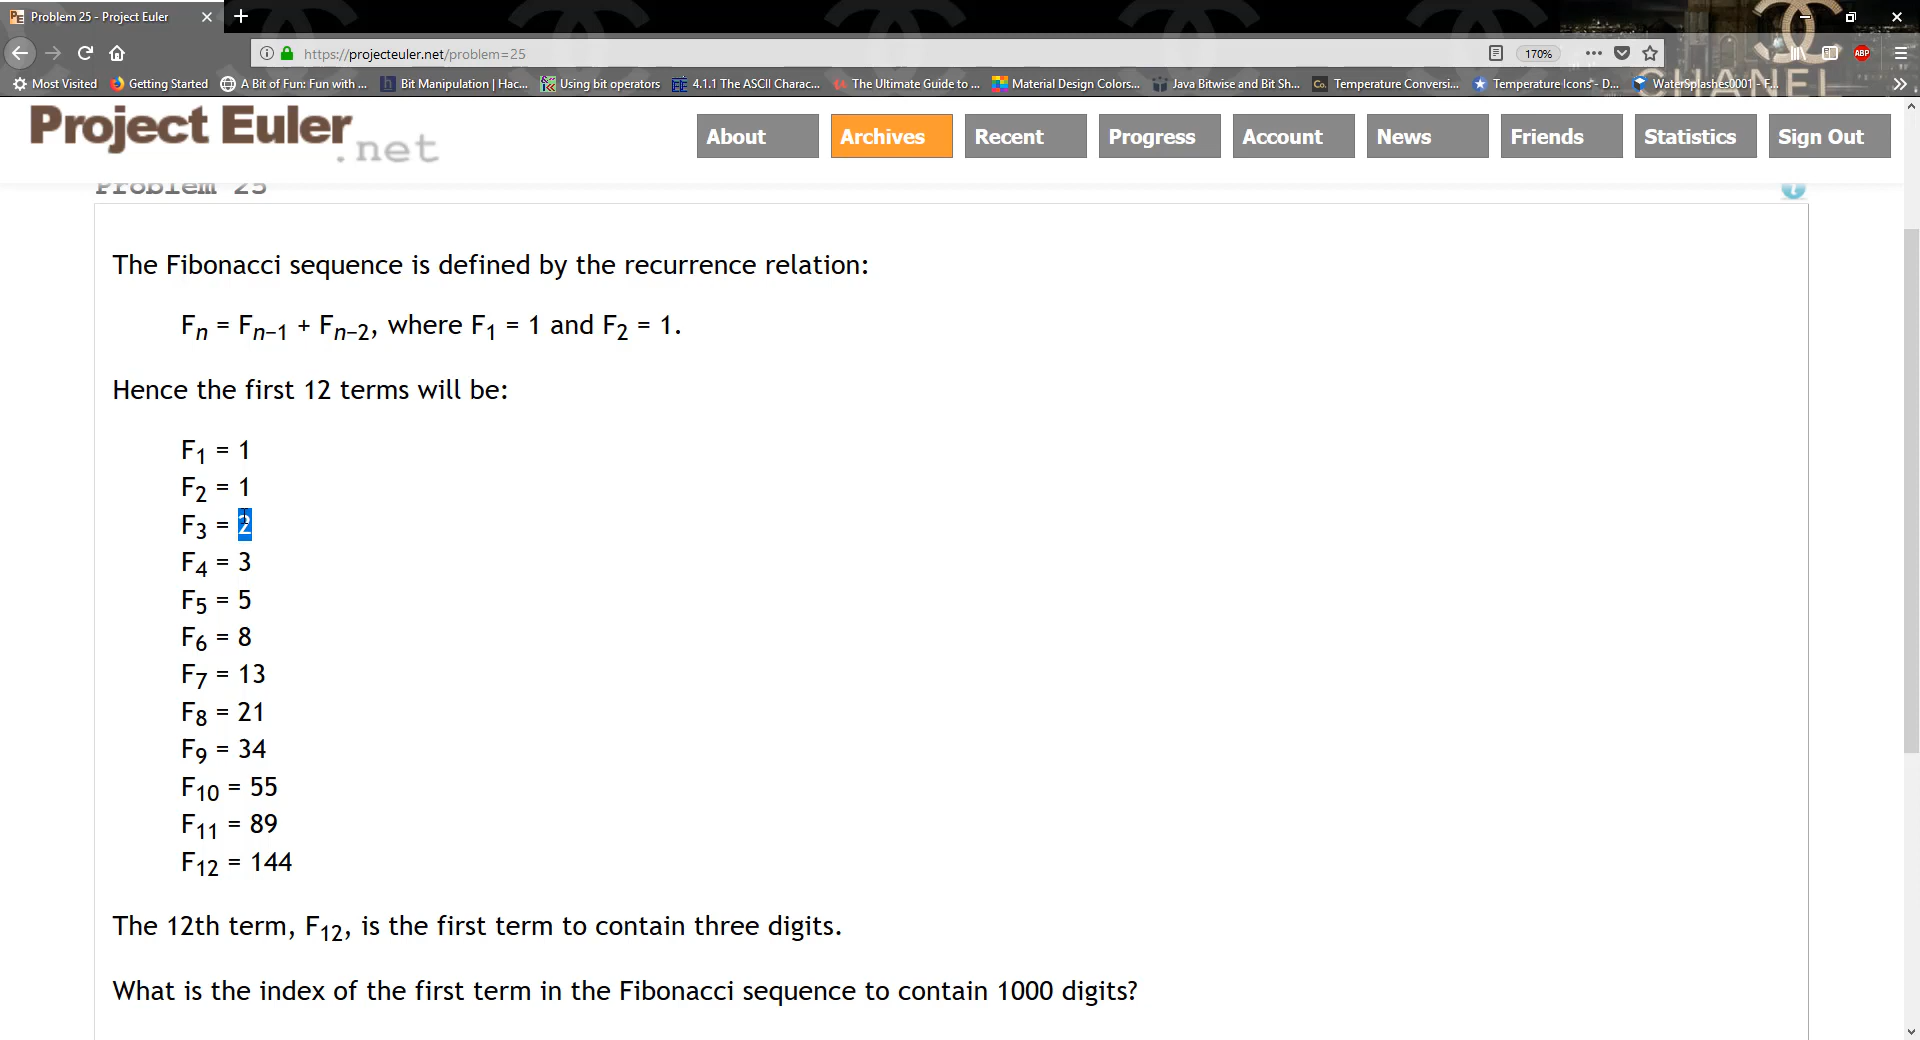 Problem 25 - Project Euler
https://projecteuler.net/problem=25
170%
ABP
Most Visited Getting Started A Bit of Fun: Fun with ... Bit Manipulation | Hac... Using bit operators 4.1.1 The ASCII Charac... The Ultimate Guide to ... Material Design Colors... Java Bitwise and Bit Sh... Temperature Conversi... Temperature Icons - D... WaterSplashes0001 - F...
CHANEL
Project Euler
.net
About Archives Recent Progress Account News Friends Statistics Sign Out
Problem 25
The Fibonacci sequence is defined by the recurrence relation:
Fn = Fn−1 + Fn−2, where F1 = 1 and F2 = 1.
Hence the first 12 terms will be:
F1 = 1
F2 = 1
F3 = 2
F4 = 3
F5 = 5
F6 = 8
F7 = 13
F8 = 21
F9 = 34
F10 = 55
F11 = 89
F12 = 144
The 12th term, F12, is the first term to contain three digits.
What is the index of the first term in the Fibonacci sequence to contain 1000 digits?